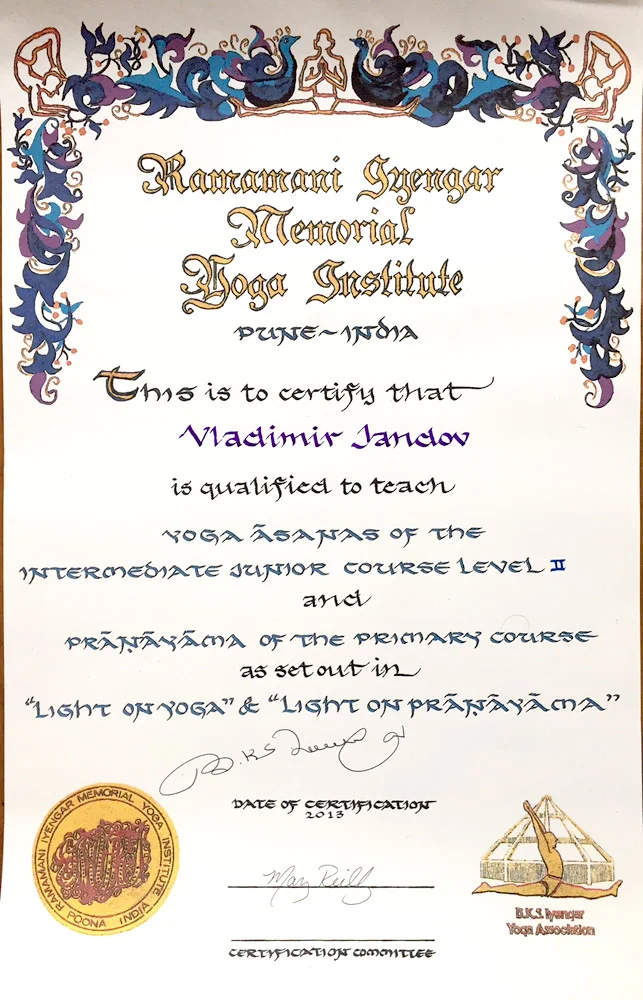 Ramamani Iyengar
Memorial
Yoga Institute
PUNE~INDIA
This is to certify that
Vladimir Jandov
is qualified to teach
YOGA ĀSANAS OF THE
INTERMEDIATE JUNIOR COURSE LEVEL II
and
PRĀṆĀYĀMA OF THE PRIMARY COURSE
as set out in
"LIGHT ON YOGA" & "LIGHT ON PRĀṆĀYĀMA"
B.K.S. Iyengar
DATE OF CERTIFICATION
2013
RAMAMANI IYENGAR MEMORIAL YOGA INSTITUTE
POONA INDIA
Mary Reilly
CERTIFICATION COMMITTEE
B.K.S. Iyengar
Yoga Association